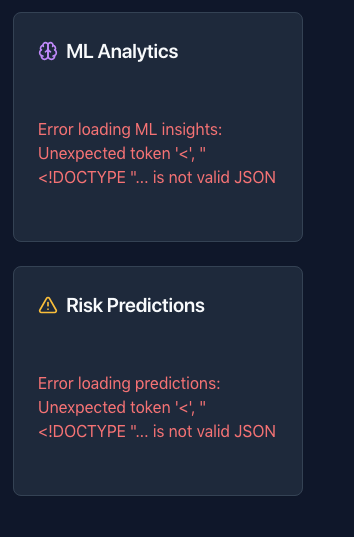 ML Analytics
Error loading ML insights:
Unexpected token '<', "
<!DOCTYPE "... is not valid JSON
Risk Predictions
Error loading predictions:
Unexpected token '<', "
<!DOCTYPE "... is not valid JSON